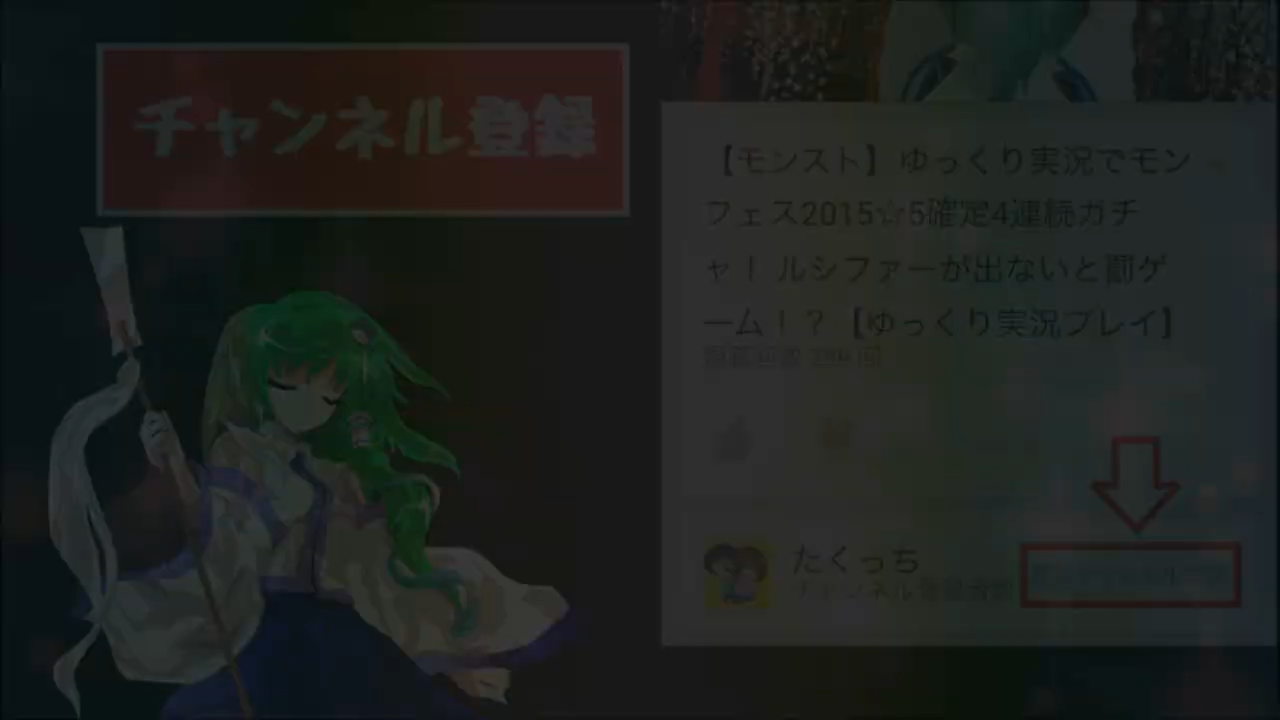 チャンネル登録
【モンスト】ゆっくり実況でモン
フェス2015☆5確定4連続ガチ
ャ！ルシファーが出ないと罰ゲ
ーム！？【ゆっくり実況プレイ】
たくっち